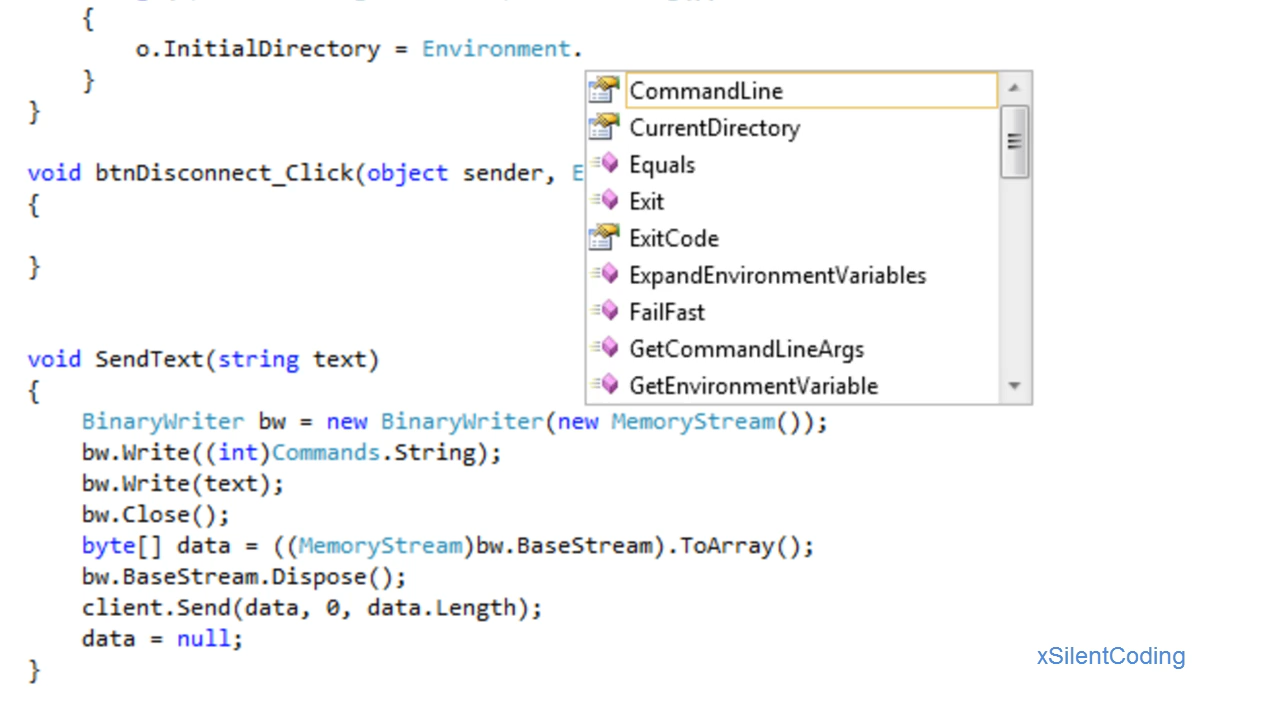 {
o.InitialDirectory = Environment.
}
}
CommandLine
CurrentDirectory
Equals
Exit
ExitCode
ExpandEnvironmentVariables
FailFast
GetCommandLineArgs
GetEnvironmentVariable
void btnDisconnect_Click(object sender, E
{
}
void SendText(string text)
{
BinaryWriter bw = new BinaryWriter(new MemoryStream());
bw.Write((int)Commands.String);
bw.Write(text);
bw.Close();
byte[] data = ((MemoryStream)bw.BaseStream).ToArray();
bw.BaseStream.Dispose();
client.Send(data, 0, data.Length);
data = null;
}
xSilentCoding